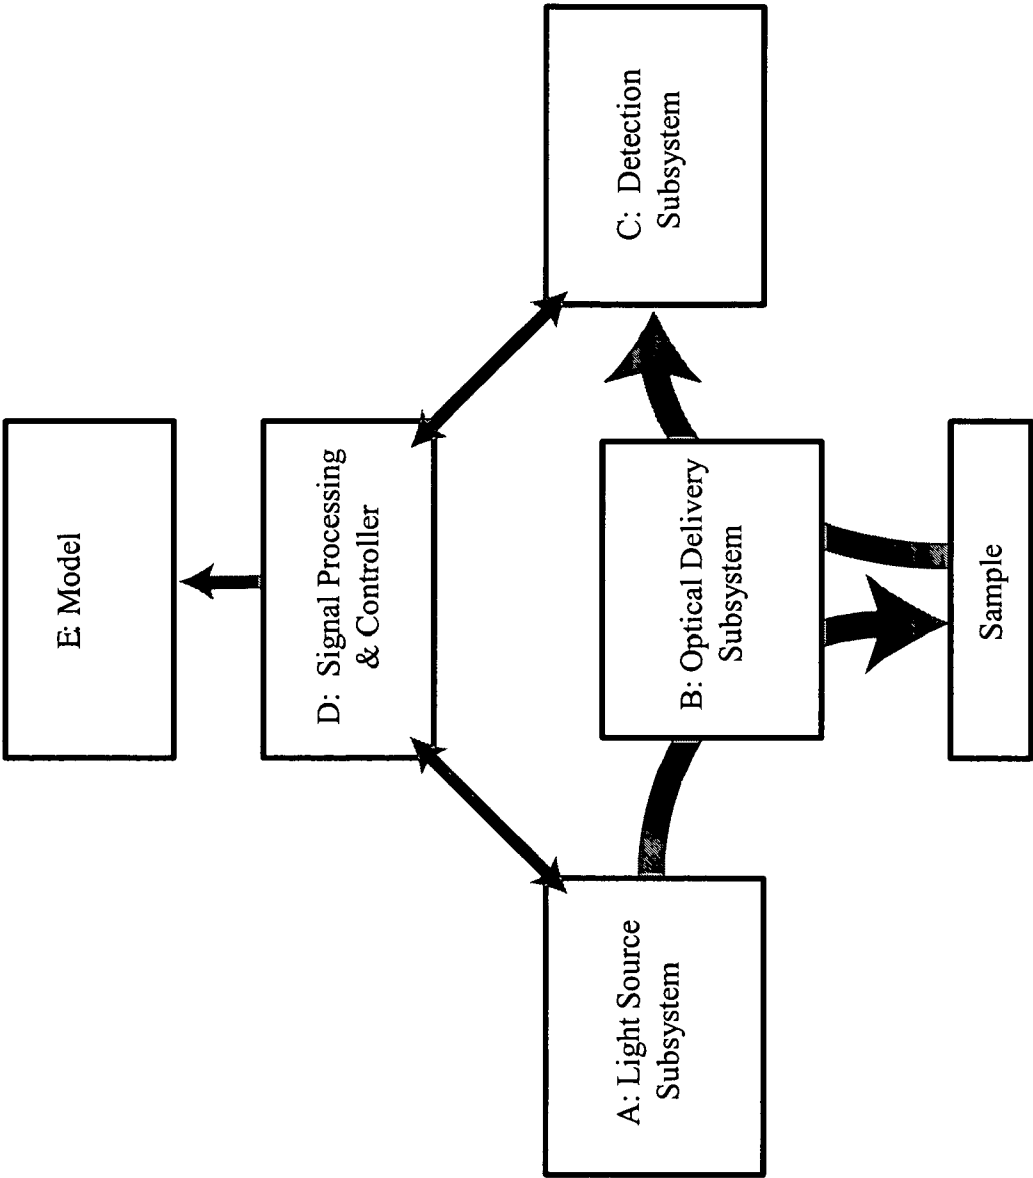 E: Model
D: Signal Processing
& Controller
A: Light Source
Subsystem
B: Optical Delivery
Subsystem
C: Detection
Subsystem
Sample